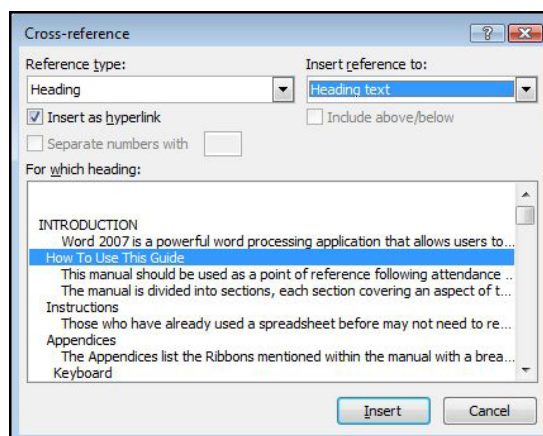 Cross-reference
Reference type:
Insert reference to:
Heading
Heading text
Insert as hyperlink
Include above/below
Separate numbers with
For which heading:
INTRODUCTION
Word 2007 is a powerful word processing application that allows users to...
How To Use This Guide
This manual should be used as a point of reference following attendance ..
The manual is divided into sections, each section covering an aspect of t...
Instructions
Those who have already used a spreadsheet before may not need to re...
Appendices
The Appendices list the Ribbons mentioned within the manual with a brea...
Keyboard
Insert
Cancel